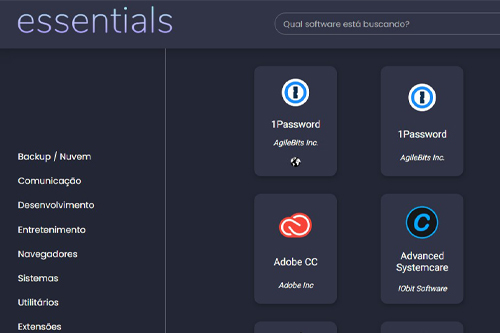 essentials
Qual software está buscando?
Backup / Nuvem
Comunicação
Desenvolvimento
Entretenimento
Navegadores
Sistemas
Utilitários
Extensões
1Password
AgileBits Inc.
1Password
AgileBits Inc.
Adobe CC
Adobe Inc
Advanced
Systemcare
IObit Software